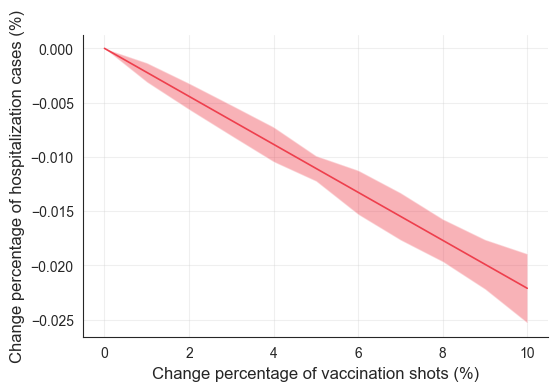 Change percentage of hospitalization cases (%)
0.000
−0.005
−0.010
−0.015
−0.020
−0.025
0 2 4 6 8 10
Change percentage of vaccination shots (%)